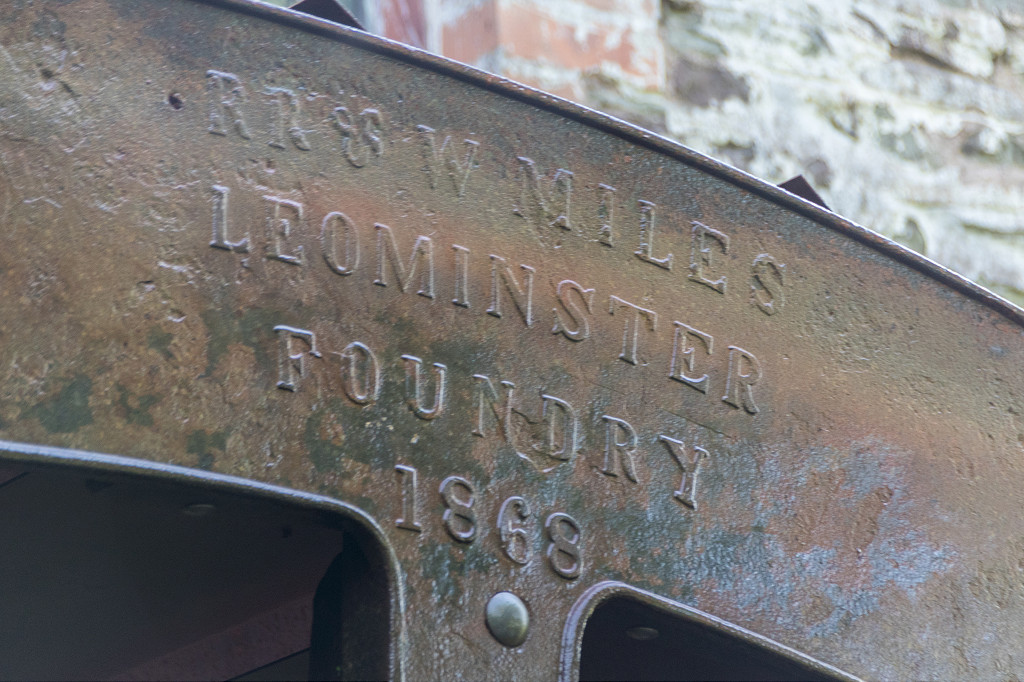 RR & W MILES
LEOMINSTER
FOUNDRY
1868